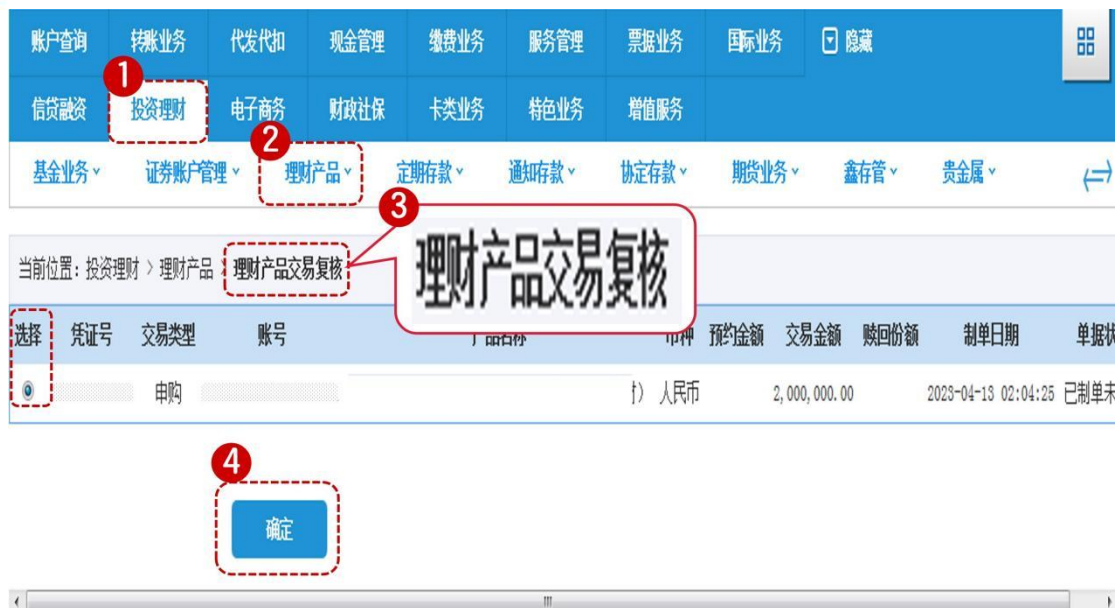 账户查询 转账业务 代发代扣 现金管理 缴费业务 服务管理 票据业务 国际业务 隐藏
1
信贷融资 投资理财 电子商务 财政社保 卡类业务 特色业务 增值服务
2
基金业务 证券账户管理 理财产品 定期存款 通知存款 协定存款 期货业务 鑫存管 贵金属
3
当前位置：投资理财 > 理财产品 > 理财产品交易复核
理财产品交易复核
选择 凭证号 交易类型 账号 产品名称 币种 预约金额 交易金额 赎回份额 制单日期 单据状
申购 ） 人民币 2,000,000.00 2023-04-13 02:04:25 已制单未
4
确定